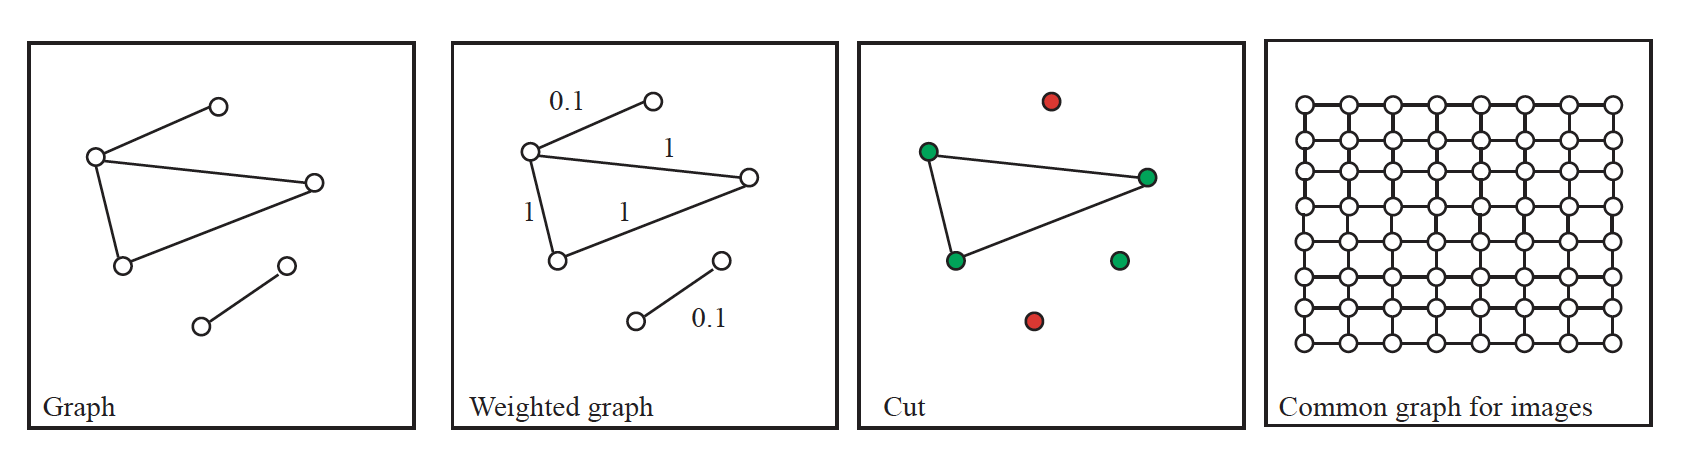 0.1
1
1
1
0.1
Graph
Weighted graph
Cut
Common graph for images